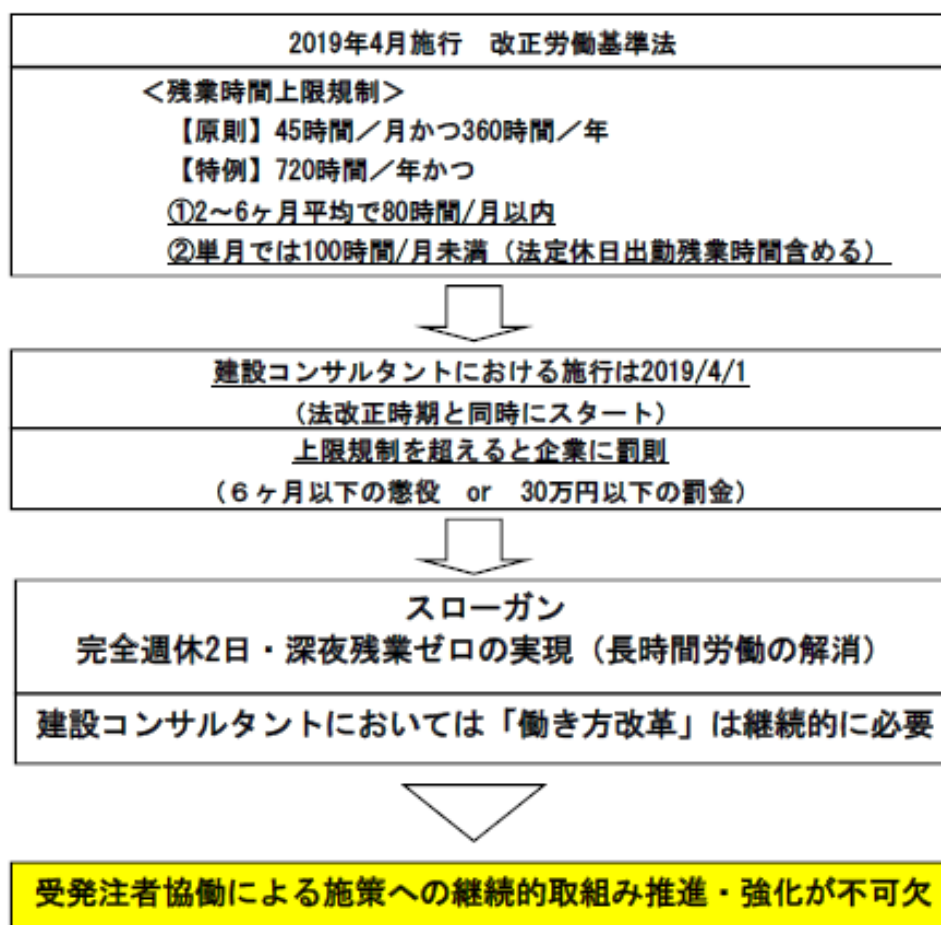 2019年4月施行　改正労働基準法
＜残業時間上限規制＞
【原則】45時間／月かつ360時間／年
【特例】720時間／年かつ
①2～6ヶ月平均で80時間/月以内
②単月では100時間/月未満（法定休日出勤残業時間含める）
建設コンサルタントにおける施行は2019/4/1
（法改正時期と同時にスタート）
上限規制を超えると企業に罰則
（６ヶ月以下の懲役　or　30万円以下の罰金）
スローガン
完全週休2日・深夜残業ゼロの実現（長時間労働の解消）
建設コンサルタントにおいては「働き方改革」は継続的に必要
受発注者協働による施策への継続的取組み推進・強化が不可欠